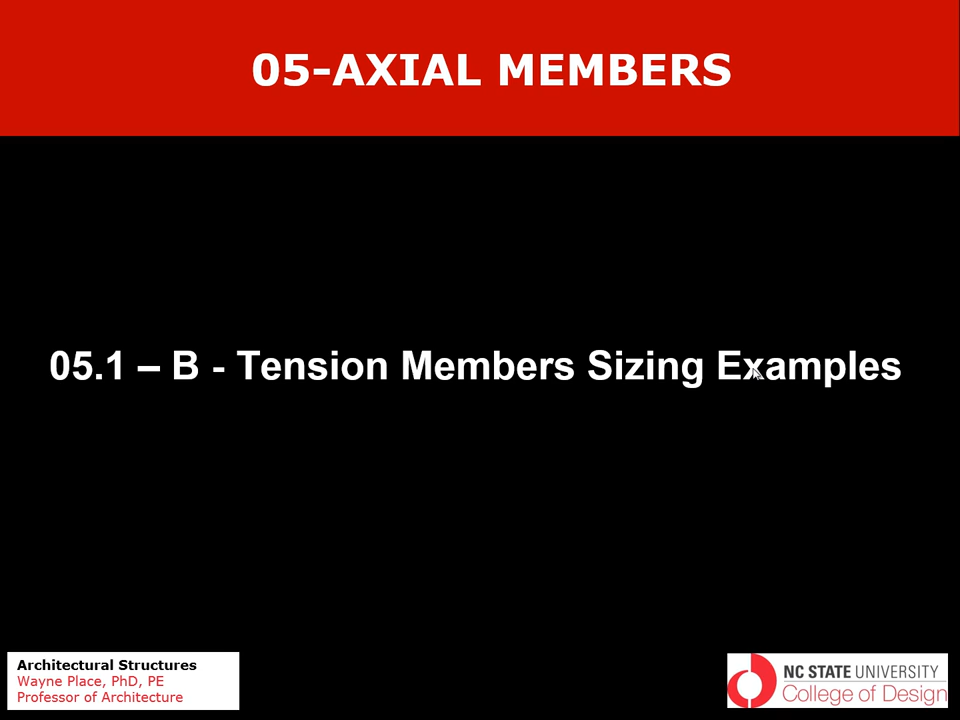 05-AXIAL MEMBERS
05.1 – B - Tension Members Sizing Examples
Architectural Structures
Wayne Place, PhD, PE
Professor of Architecture
NC STATE UNIVERSITY
College of Design